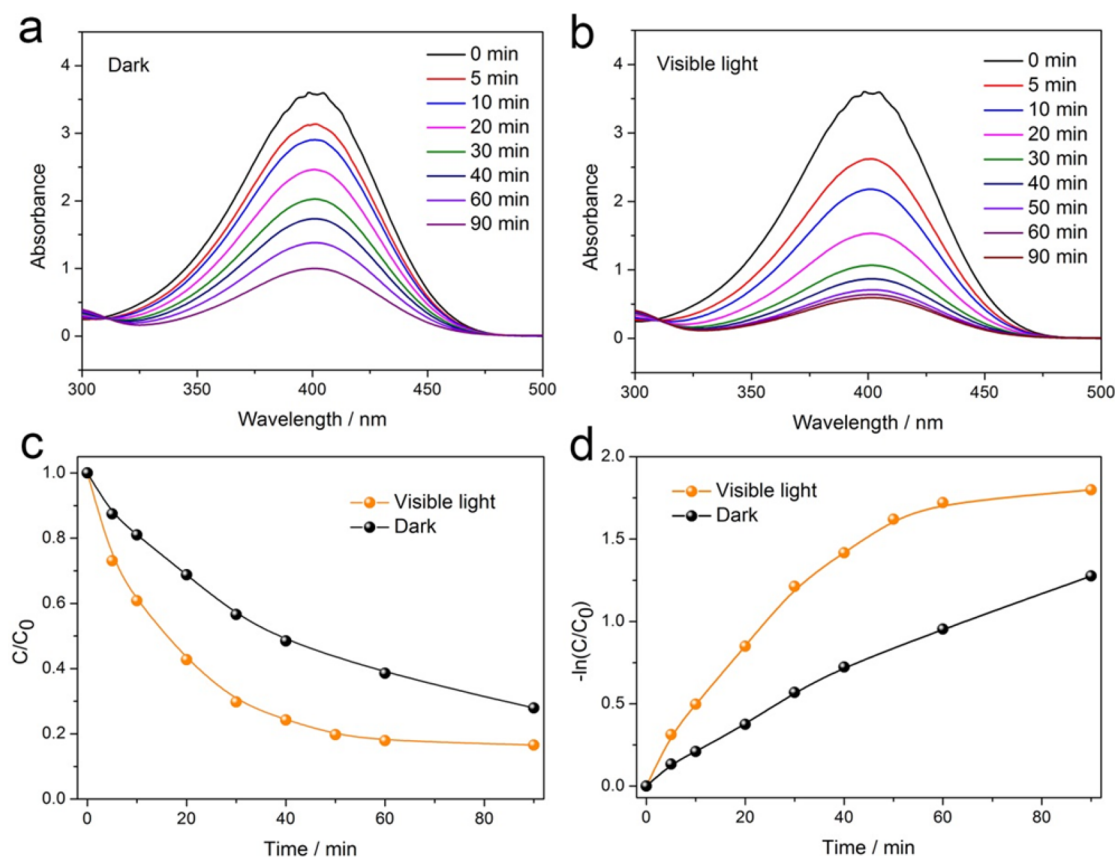 a
Dark
0 min
5 min
10 min
20 min
30 min
40 min
60 min
90 min
Absorbance
4
3
2
1
0
300
350
400
450
500
Wavelength / nm
b
Visible light
0 min
5 min
10 min
20 min
30 min
40 min
50 min
60 min
90 min
Absorbance
4
3
2
1
0
300
350
400
450
500
Wavelength / nm
c
Visible light
Dark
C/C0
1.0
0.8
0.6
0.4
0.2
0.0
0
20
40
60
80
Time / min
d
Visible light
Dark
-ln(C/C0)
2.0
1.5
1.0
0.5
0.0
0
20
40
60
80
Time / min